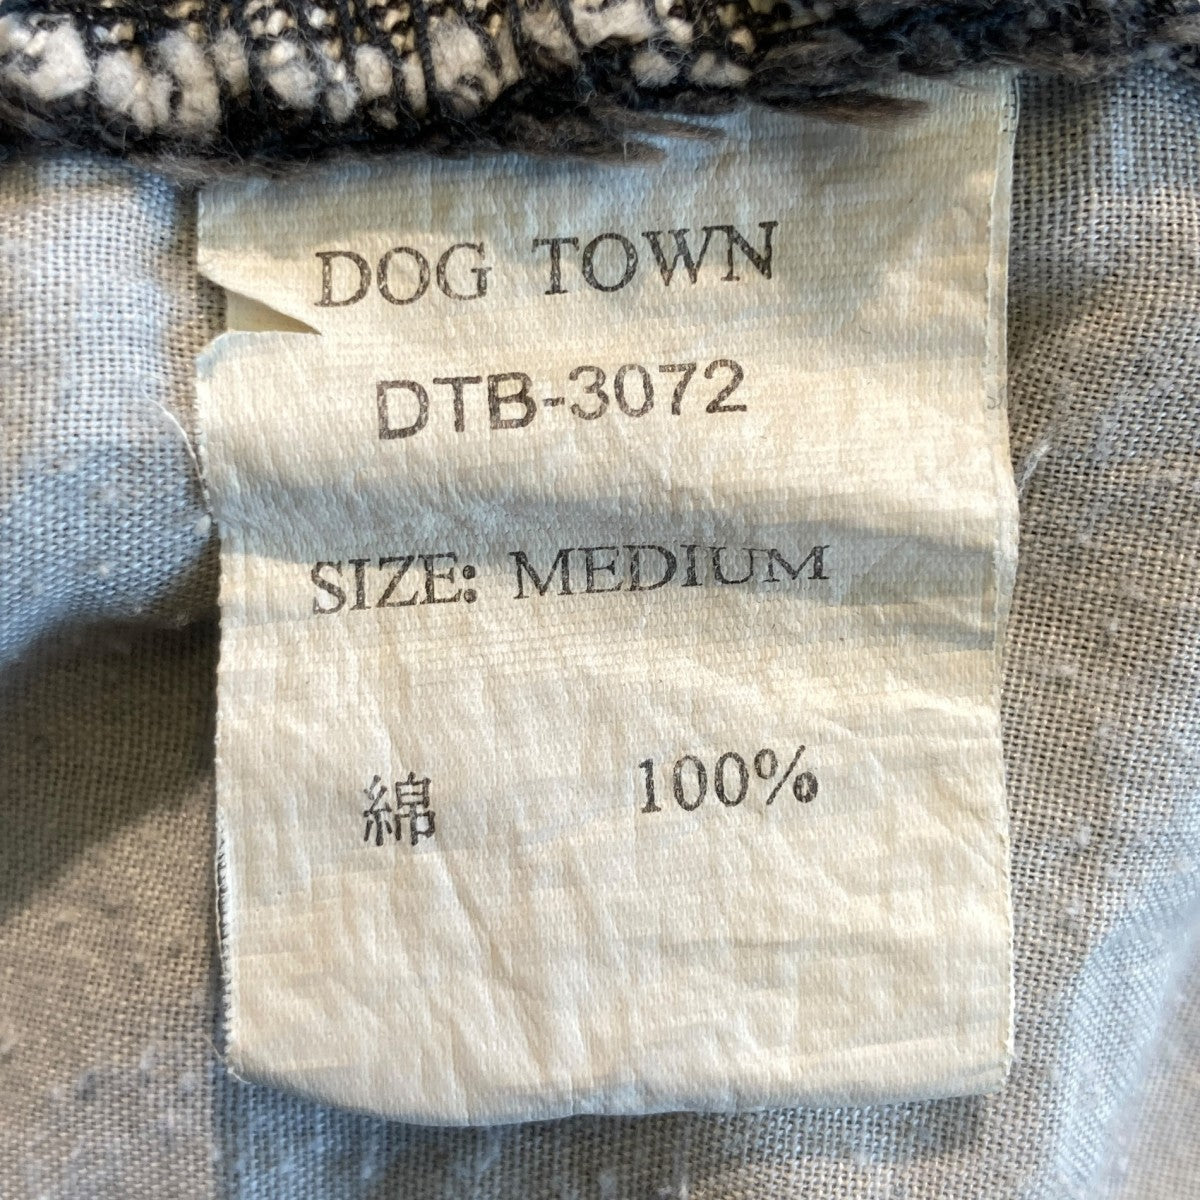 DOG TOWN
DTB-3072
SIZE: MEDIUM
綿 100%